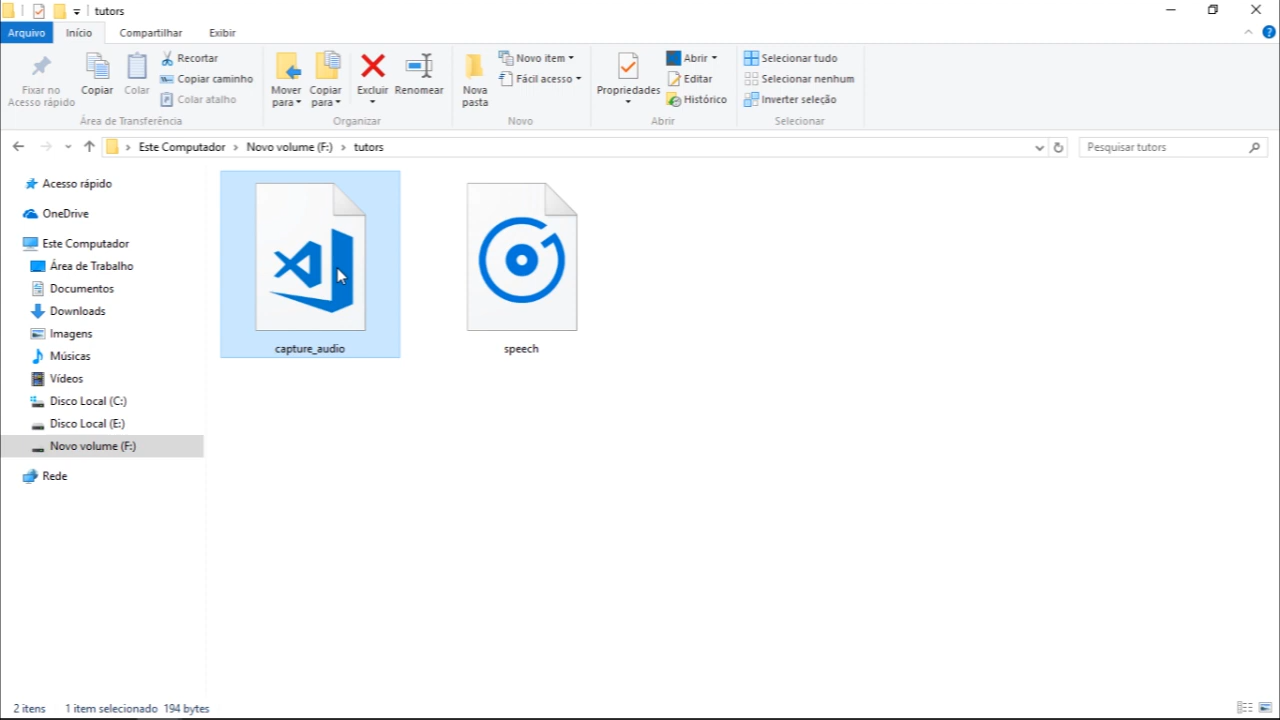 tutors
Arquivo Início Compartilhar Exibir
Fixar no Acesso rápido
Copiar
Colar
Recortar
Copiar caminho
Colar atalho
Área de Transferência
Mover para
Copiar para
Excluir
Renomear
Organizar
Nova pasta
Novo item
Fácil acesso
Novo
Propriedades
Abrir
Editar
Histórico
Abrir
Selecionar tudo
Selecionar nenhum
Inverter seleção
Selecionar
Este Computador › Novo volume (F:) › tutors
Pesquisar tutors
Acesso rápido
OneDrive
Este Computador
Área de Trabalho
Documentos
Downloads
Imagens
Músicas
Vídeos
Disco Local (C:)
Disco Local (E:)
Novo volume (F:)
Rede
capture_audio
speech
2 itens 1 item selecionado 194 bytes